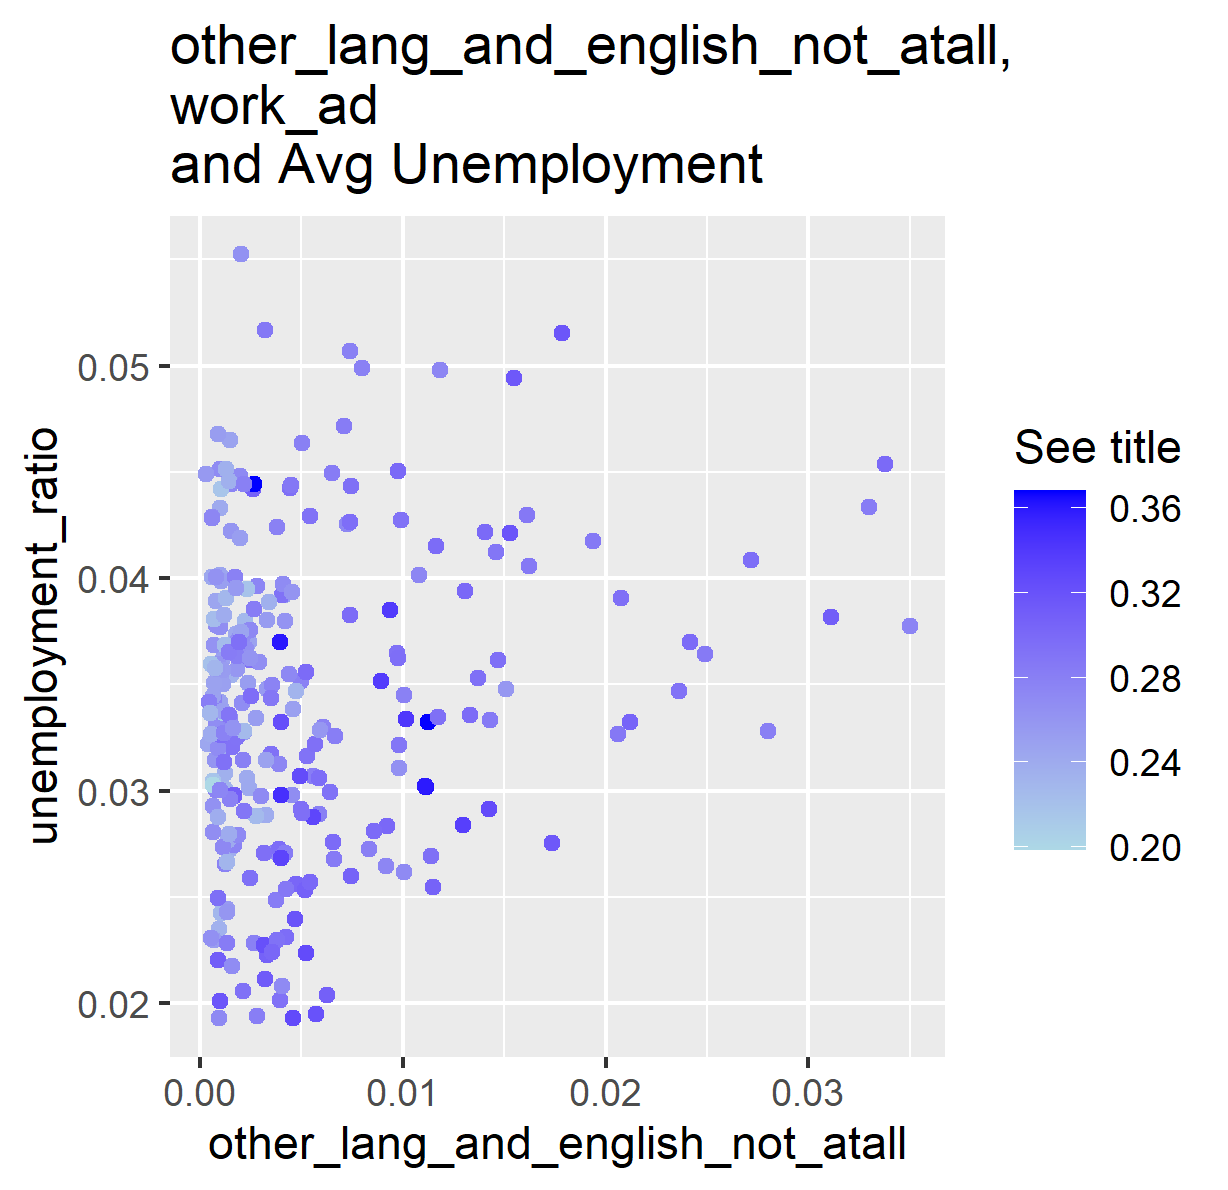 other_lang_and_english_not_atall,
work_ad
and Avg Unemployment
unemployment_ratio
0.05
0.04
0.03
0.02
0.00
0.01
0.02
0.03
other_lang_and_english_not_atall
See title
0.36
0.32
0.28
0.24
0.20